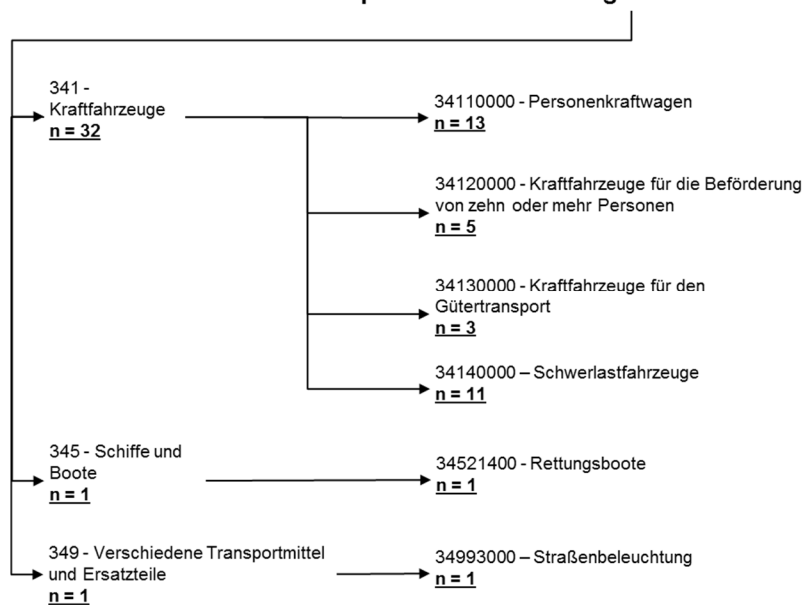 341 -
Kraftfahrzeuge
n = 32
34110000 - Personenkraftwagen
n = 13
34120000 - Kraftfahrzeuge für die Beförderung
von zehn oder mehr Personen
n = 5
34130000 - Kraftfahrzeuge für den
Gütertransport
n = 3
34140000 – Schwerlastfahrzeuge
n = 11
345 - Schiffe und
Boote
n = 1
34521400 - Rettungsboote
n = 1
349 - Verschiedene Transportmittel
und Ersatzteile
n = 1
34993000 – Straßenbeleuchtung
n = 1